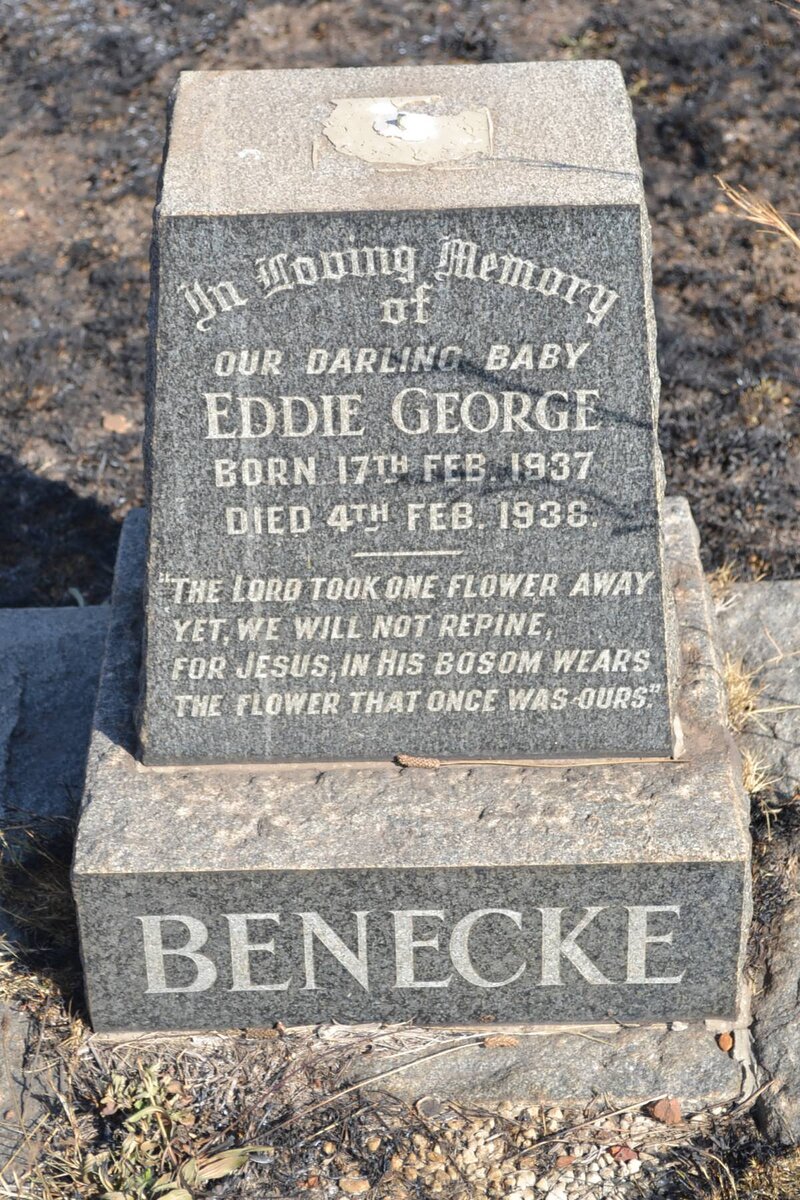 In Loving Memory
of
OUR DARLING BABY
EDDIE GEORGE
BORN 17TH FEB. 1937
DIED 4TH FEB. 1938.
"THE LORD TOOK ONE FLOWER AWAY
YET, WE WILL NOT REPINE,
FOR JESUS, IN HIS BOSOM WEARS
THE FLOWER THAT ONCE WAS OURS."
BENECKE